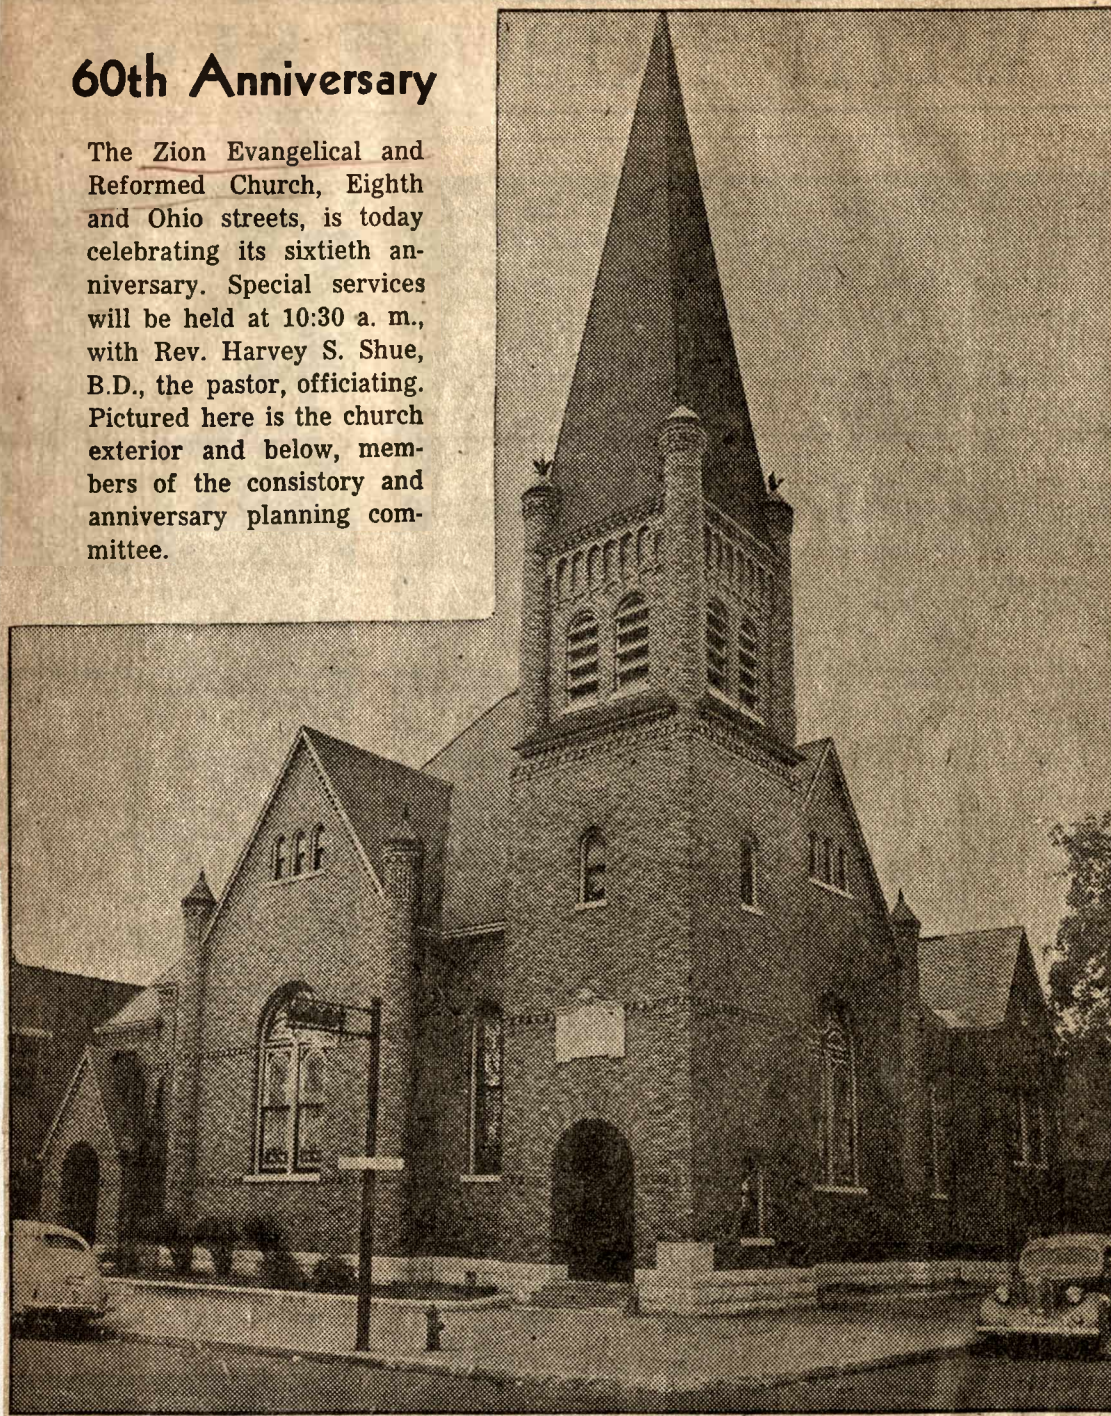 60th Anniversary
The Zion Evangelical and
Reformed Church, Eighth
and Ohio streets, is today
celebrating its sixtieth an-
niversary. Special services
will be held at 10:30 a. m.,
with Rev. Harvey S. Shue,
B.D., the pastor, officiating.
Pictured here is the church
exterior and below, mem-
bers of the consistory and
anniversary planning com-
mittee.